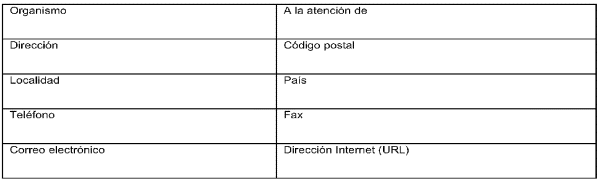 Organismo
A la atención de
Dirección
Código postal
Localidad
País
Teléfono
Fax
Correo electrónico
Dirección Internet (URL)